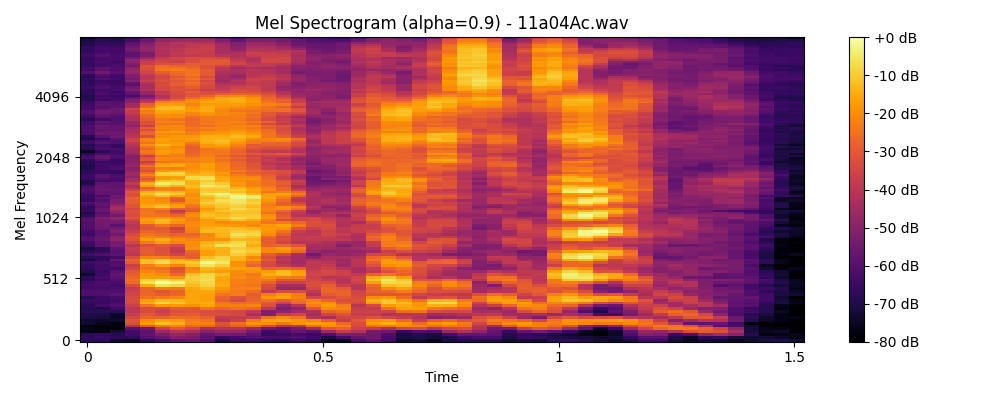 Mel Spectrogram (alpha=0.9) - 11a04Ac.wav
Mel Frequency
4096
2048
1024
512
0
0
0.5
1
1.5
Time
+0 dB
-10 dB
-20 dB
-30 dB
-40 dB
-50 dB
-60 dB
-70 dB
-80 dB